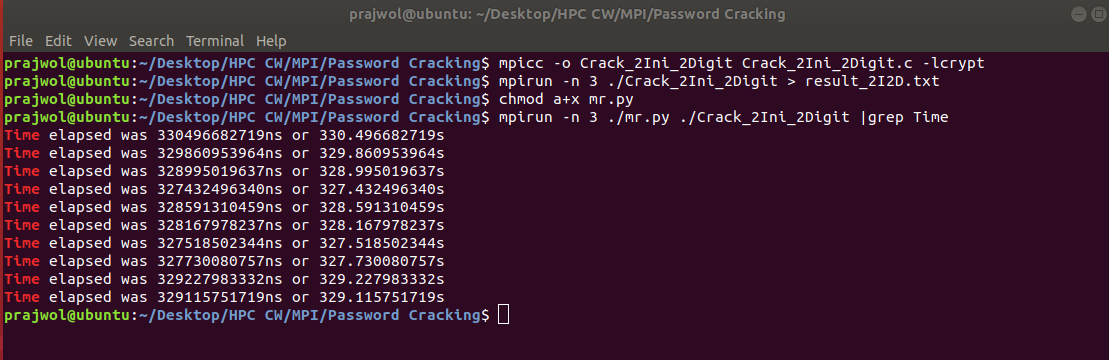 prajwol@ubuntu: ~/Desktop/HPC CW/MPI/Password Cracking
File Edit View Search Terminal Help
prajwol@ubuntu:~/Desktop/HPC CW/MPI/Password Cracking$ mpicc -o Crack_2Ini_2Digit Crack_2Ini_2Digit.c -lcrypt
prajwol@ubuntu:~/Desktop/HPC CW/MPI/Password Cracking$ mpirun -n 3 ./Crack_2Ini_2Digit > result_2I2D.txt
prajwol@ubuntu:~/Desktop/HPC CW/MPI/Password Cracking$ chmod a+x mr.py
prajwol@ubuntu:~/Desktop/HPC CW/MPI/Password Cracking$ mpirun -n 3 ./mr.py ./Crack_2Ini_2Digit |grep Time
Time elapsed was 330496682719ns or 330.496682719s
Time elapsed was 329860953964ns or 329.860953964s
Time elapsed was 328995019637ns or 328.995019637s
Time elapsed was 327432496340ns or 327.432496340s
Time elapsed was 328591310459ns or 328.591310459s
Time elapsed was 328167978237ns or 328.167978237s
Time elapsed was 327518502344ns or 327.518502344s
Time elapsed was 327730080757ns or 327.730080757s
Time elapsed was 329227983332ns or 329.227983332s
Time elapsed was 329115751719ns or 329.115751719s
prajwol@ubuntu:~/Desktop/HPC CW/MPI/Password Cracking$